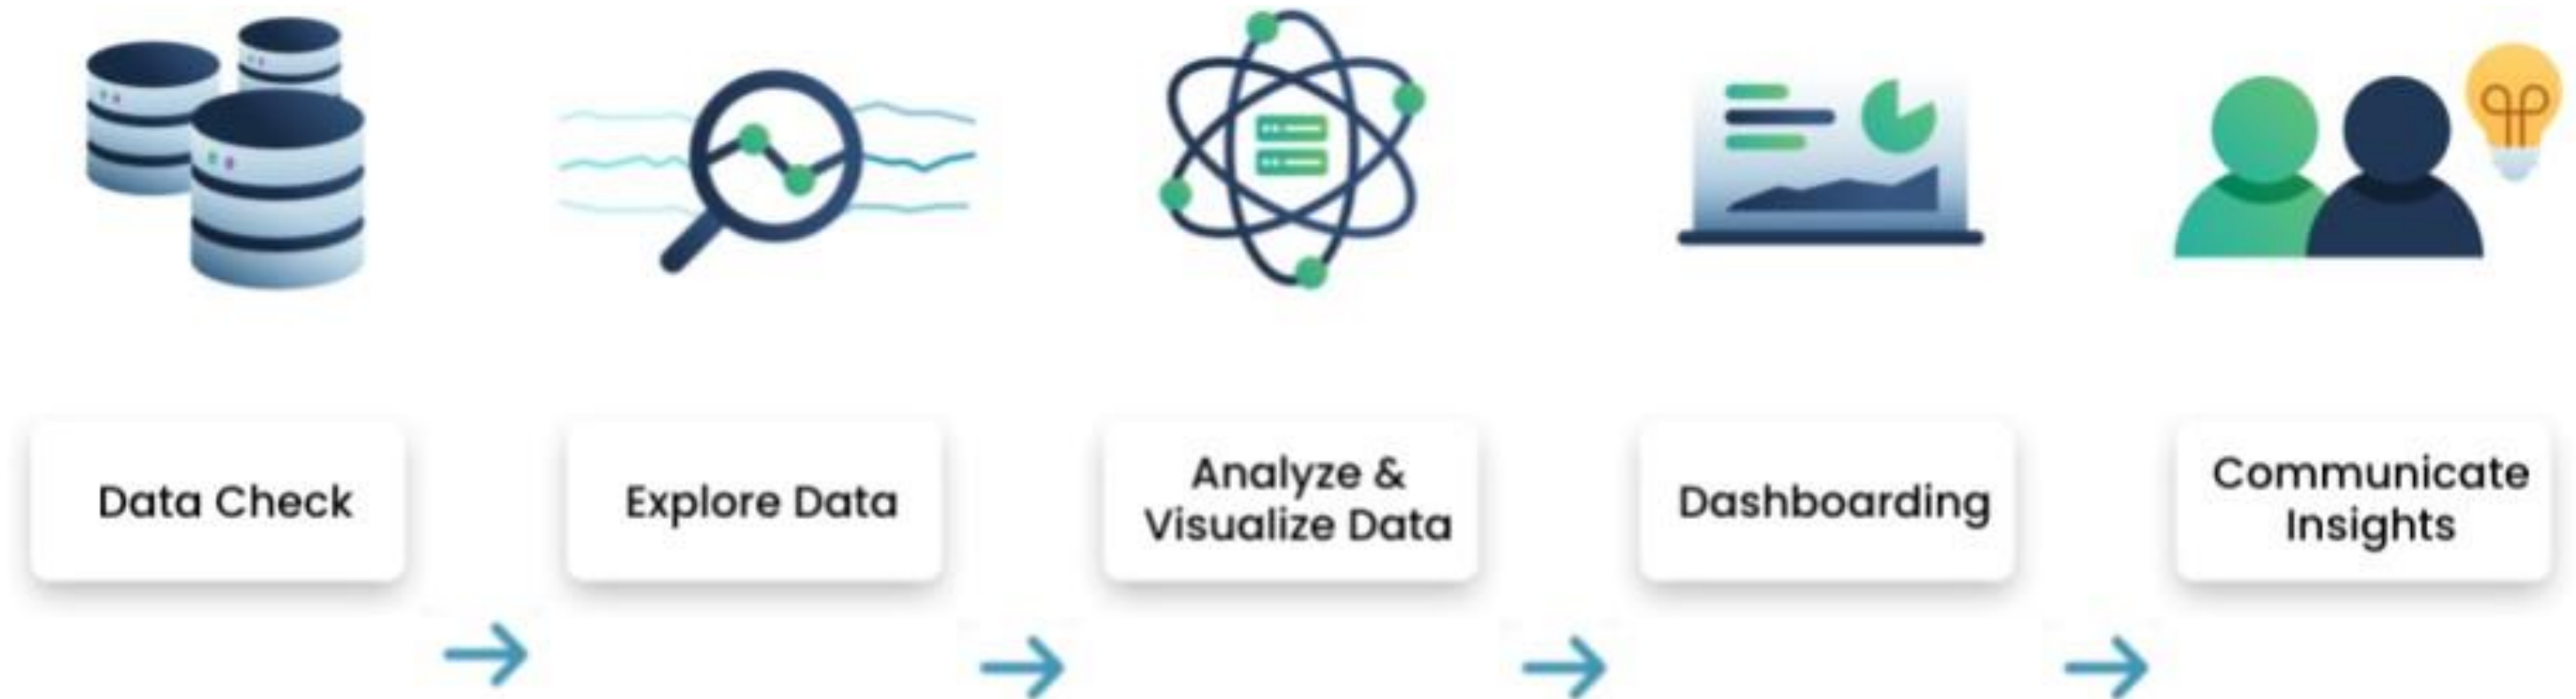 Data Check
Explore Data
Analyze &
Visualize Data
Dashboarding
Communicate
Insights